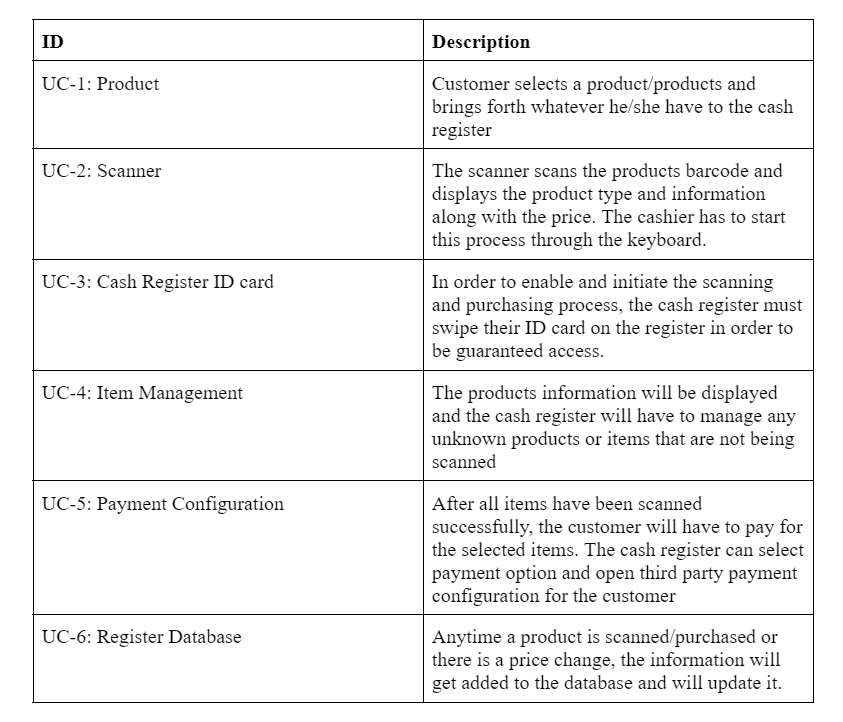 ID
Description
UC-1: Product
Customer selects a product/products and
brings forth whatever he/she have to the cash
register
UC-2: Scanner
The scanner scans the products barcode and
displays the product type and information
along with the price. The cashier has to start
this process through the keyboard.
UC-3: Cash Register ID card
In order to enable and initiate the scanning
and purchasing process, the cash register must
swipe their ID card on the register in order to
be guaranteed access.
UC-4: Item Management
The products information will be displayed
and the cash register will have to manage any
unknown products or items that are not being
scanned
UC-5: Payment Configuration
After all items have been scanned
successfully, the customer will have to pay for
the selected items. The cash register can select
payment option and open third party payment
configuration for the customer
UC-6: Register Database
Anytime a product is scanned/purchased or
there is a price change, the information will
get added to the database and will update it.